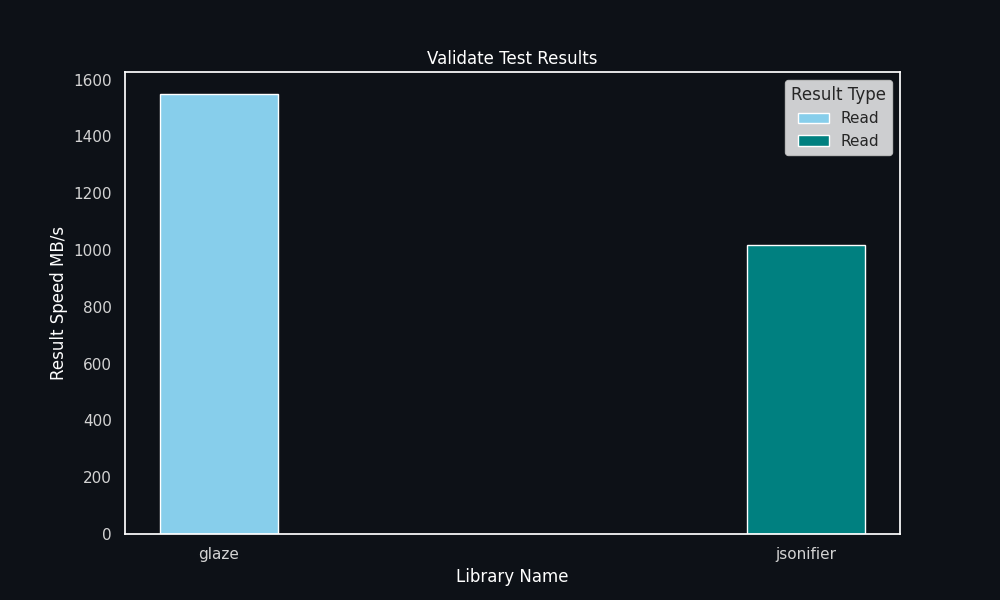 Validate Test Results
Result Type
Read
Read
1600
1400
1200
1000
800
600
400
200
0
Result Speed MB/s
glaze
jsonifier
Library Name